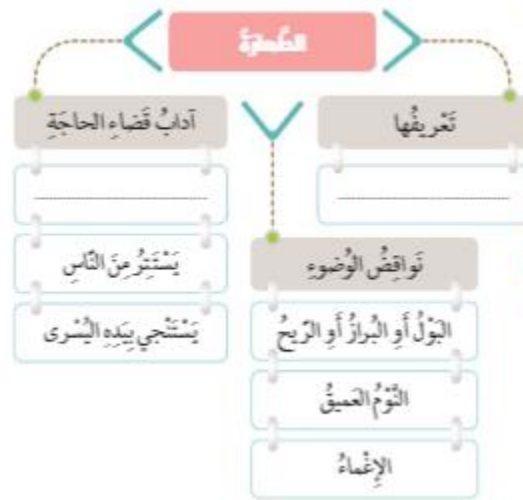 الطَّهارَةُ
تَعْريفُها
................................
نَواقِضُ الوُضوءِ
البَوْلُ أَوِ البُرازُ أَوِ الرّيحُ
النَّوْمُ العَميقُ
الإِغْماءُ
آدابُ قَضاءِ الحاجَةِ
................................
يَسْتَتِرُ مِنَ النّاسِ
يَسْتَنْجي بِيَدِهِ اليُسْرى